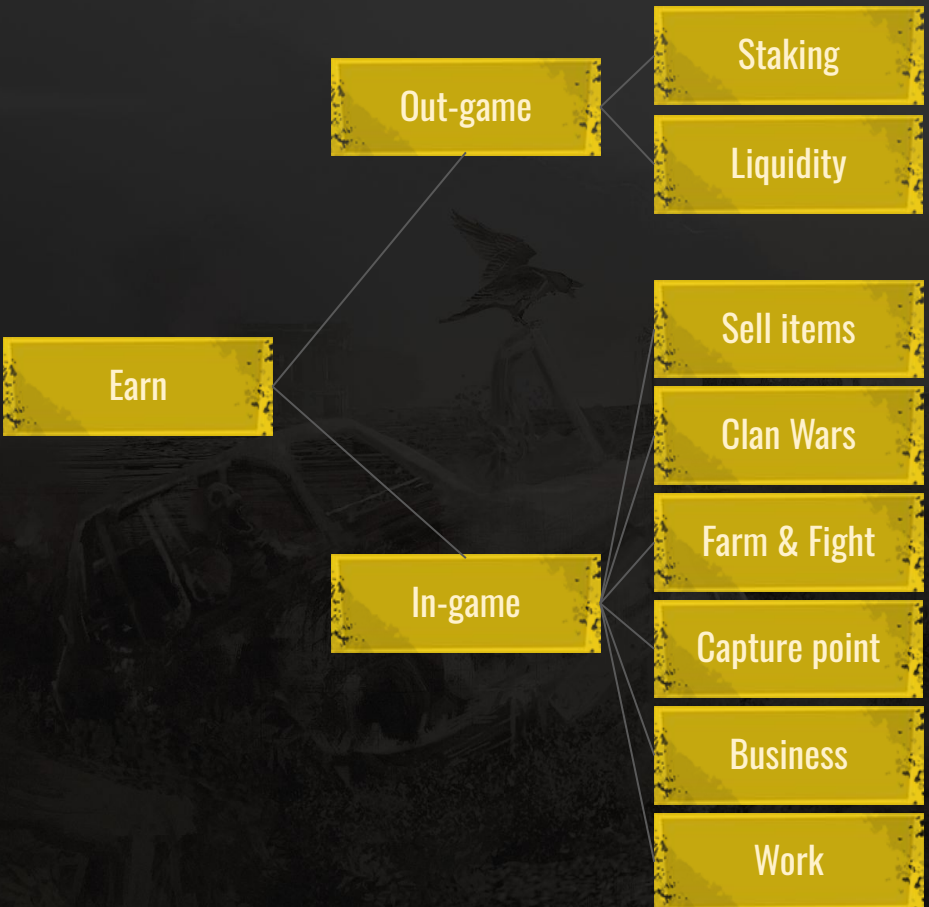 Earn
Out-game
Staking
Liquidity
In-game
Sell items
Clan Wars
Farm & Fight
Capture point
Business
Work